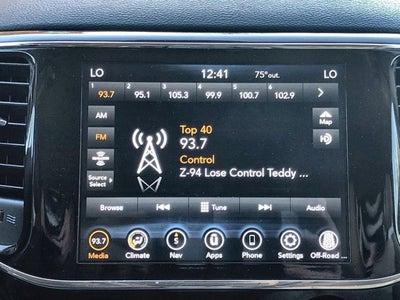 LO 12:41 75°out. LO
1 93.7 2 95.1 3 105.3 4 99.9 5 100.7 6 102.9
AM
FM
Source
Select
Map
HD
Top 40
93.7
Control
Z-94 Lose Control Teddy ...
Browse Tune Audio
93.7 S
Media Climate Nav Apps Phone Settings Off-Road ...